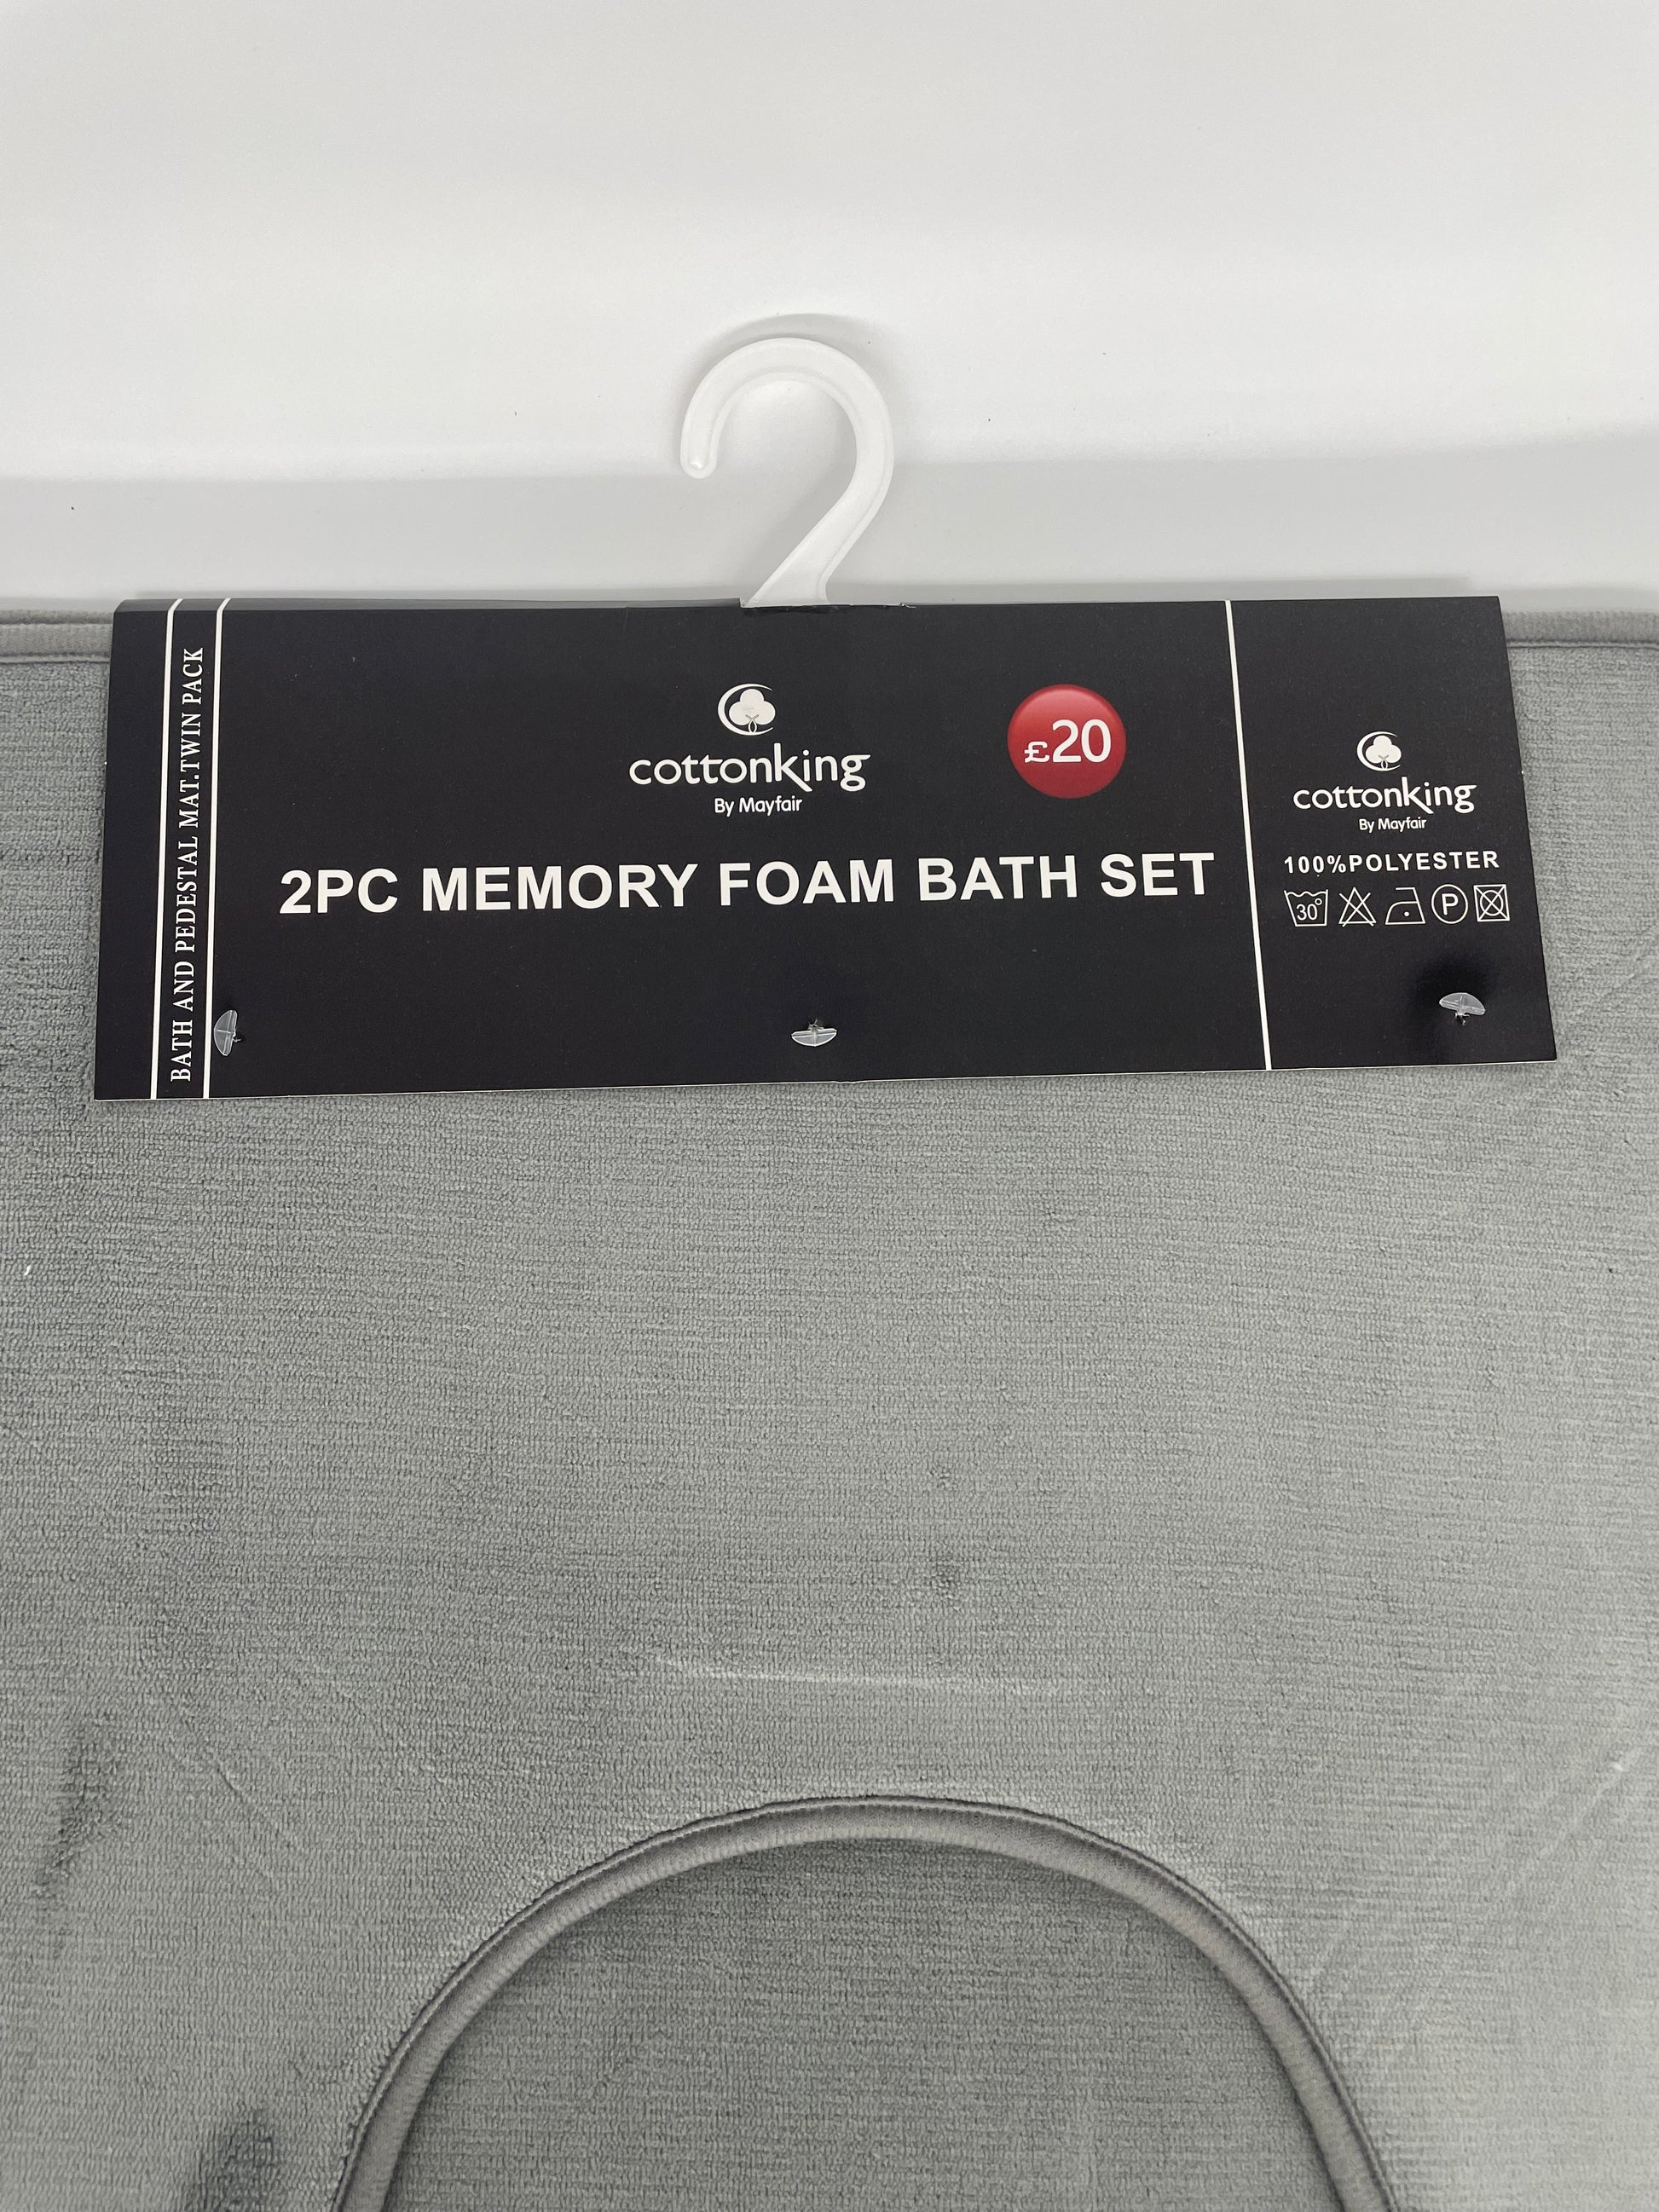 BATH AND PEDESTAL MAT.TWIN PACK
cottonking
By Mayfair
£20
2PC MEMORY FOAM BATH SET
cottonking
By Mayfair
100%POLYESTER
30° P